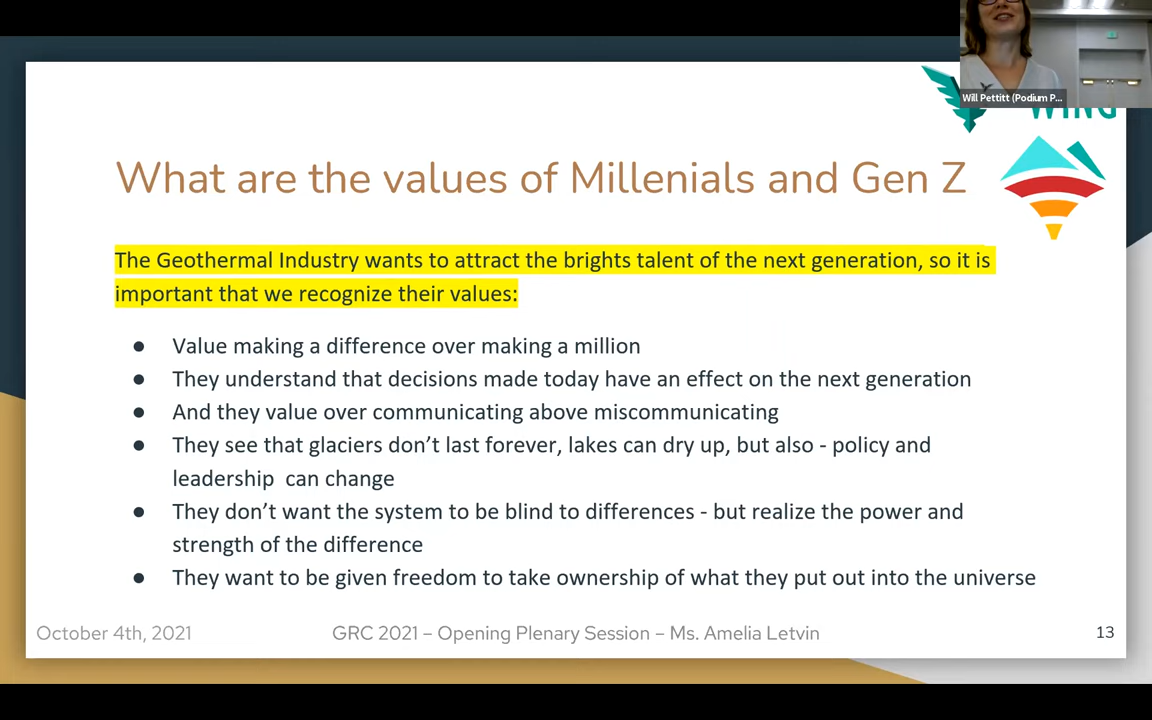 Will Pettitt (Podium P...
WING
What are the values of Millenials and Gen Z
The Geothermal Industry wants to attract the brights talent of the next generation, so it is
important that we recognize their values:
● Value making a difference over making a million
● They understand that decisions made today have an effect on the next generation
● And they value over communicating above miscommunicating
● They see that glaciers don’t last forever, lakes can dry up, but also - policy and
leadership can change
● They don’t want the system to be blind to differences - but realize the power and
strength of the difference
● They want to be given freedom to take ownership of what they put out into the universe
October 4th, 2021
GRC 2021 – Opening Plenary Session – Ms. Amelia Letvin
13